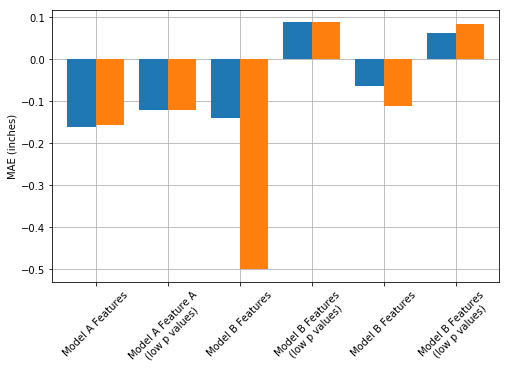 0.1
0.0
−0.1
−0.2
−0.3
−0.4
−0.5
MAE (inches)
Model A Features
Model A Feature A
(low p values)
Model B Features
Model B Features
(low p values)
Model B Features
Model B Features
(low p values)